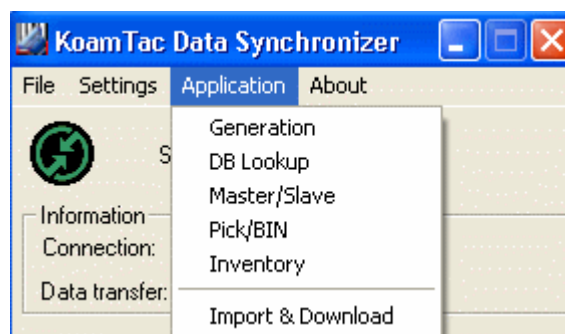 KoamTac Data Synchronizer
File Settings Application About
Generation
S
DB Lookup
Master/Slave
Information
Pick/BIN
Connection:
Inventory
Data transfer:
Import & Download